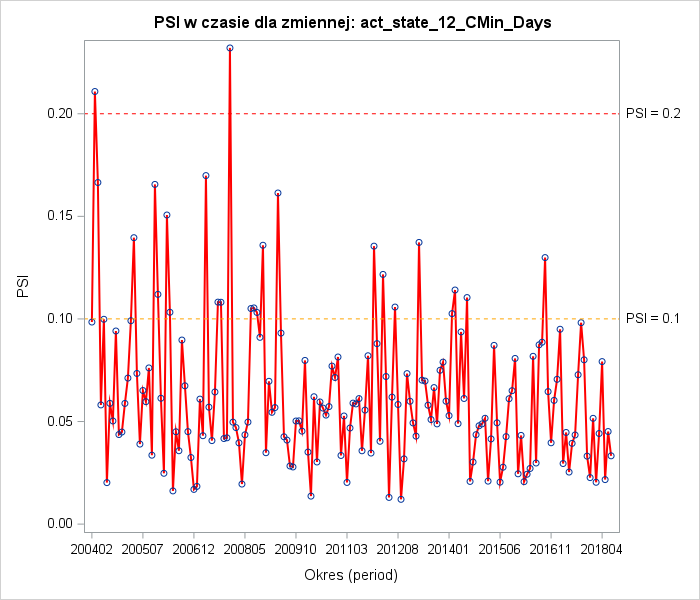 PSI w czasie dla zmiennej: act_state_12_CMin_Days
0.20
PSI = 0.2
0.15
PSI
0.10
PSI = 0.1
0.05
0.00
200402 200507 200612 200805 200910 201103 201208 201401 201506 201611 201804
Okres (period)